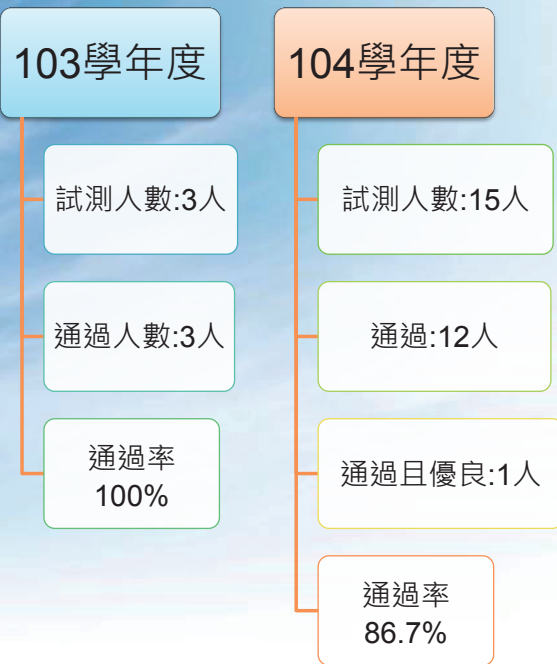 103學年度
試測人數:3人
通過人數:3人
通過率
100%
104學年度
試測人數:15人
通過:12人
通過且優良:1人
通過率
86.7%